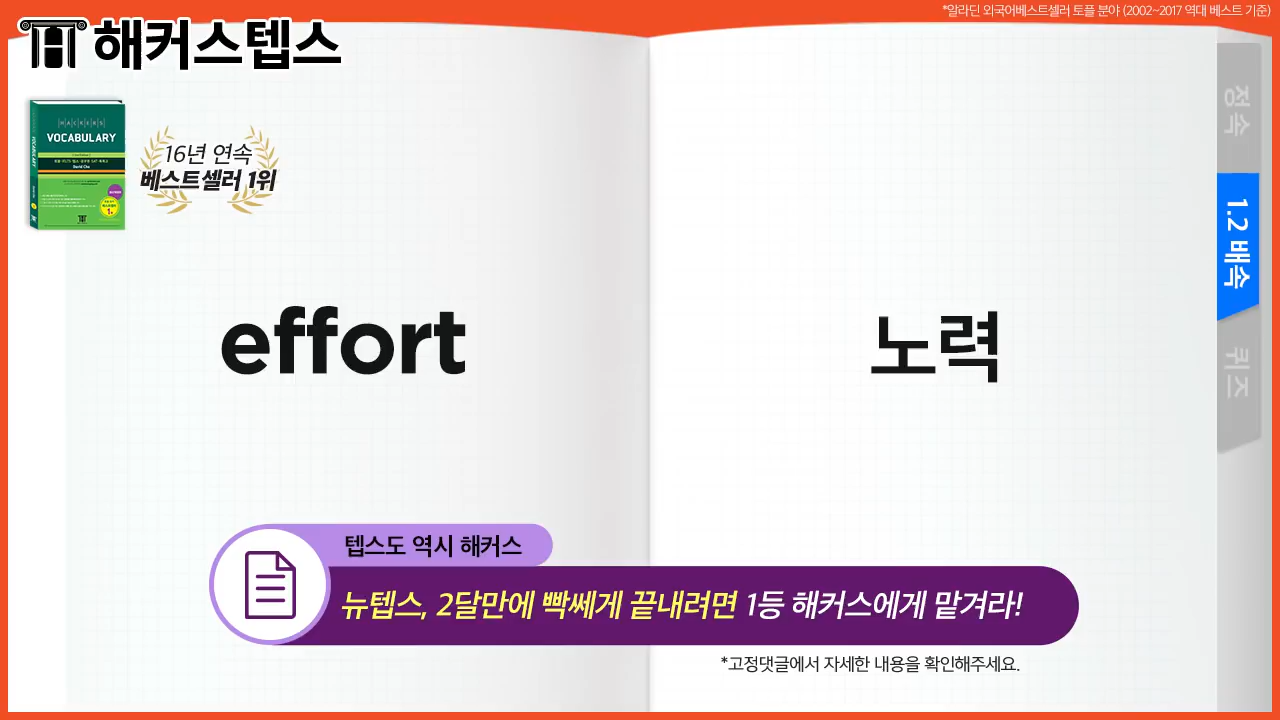 *알라딘 외국어베스트셀러 토플 분야 (2002~2017 역대 베스트 기준)
해커스텝스
HACKERS
VOCABULARY
16년 연속
베스트셀러 1위
정속
1.2 배속
퀴즈
effort
노력
텝스도 역시 해커스
뉴텝스, 2달만에 빡쎄게 끝내려면 1등 해커스에게 맡겨라!
*고정댓글에서 자세한 내용을 확인해주세요.